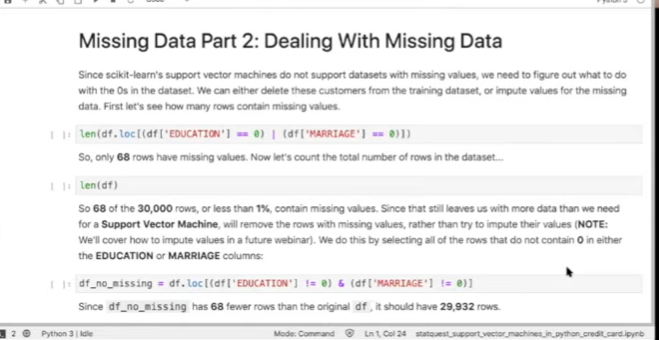 Python 3
Missing Data Part 2: Dealing With Missing Data
Since scikit-learn's support vector machines do not support datasets with missing values, we need to figure out what to do
with the 0s in the dataset. We can either delete these customers from the training dataset, or impute values for the missing
data. First let's see how many rows contain missing values.
[ ]: len(df.loc[(df['EDUCATION'] == 0) | (df['MARRIAGE'] == 0)])
So, only 68 rows have missing values. Now let's count the total number of rows in the dataset...
[ ]: len(df)
So 68 of the 30,000 rows, or less than 1%, contain missing values. Since that still leaves us with more data than we need
for a Support Vector Machine, will remove the rows with missing values, rather than try to impute their values (NOTE:
We'll cover how to impute values in a future webinar). We do this by selecting all of the rows that do not contain 0 in either
the EDUCATION or MARRIAGE columns:
[ ]: df_no_missing = df.loc[(df['EDUCATION'] != 0) & (df['MARRIAGE'] != 0)]
Since df_no_missing has 68 fewer rows than the original df, it should have 29,932 rows.
2 Python 3 | Idle Mode: Command Ln 1, Col 24 statquest_support_vector_machines_in_python_credit_card.ipynb